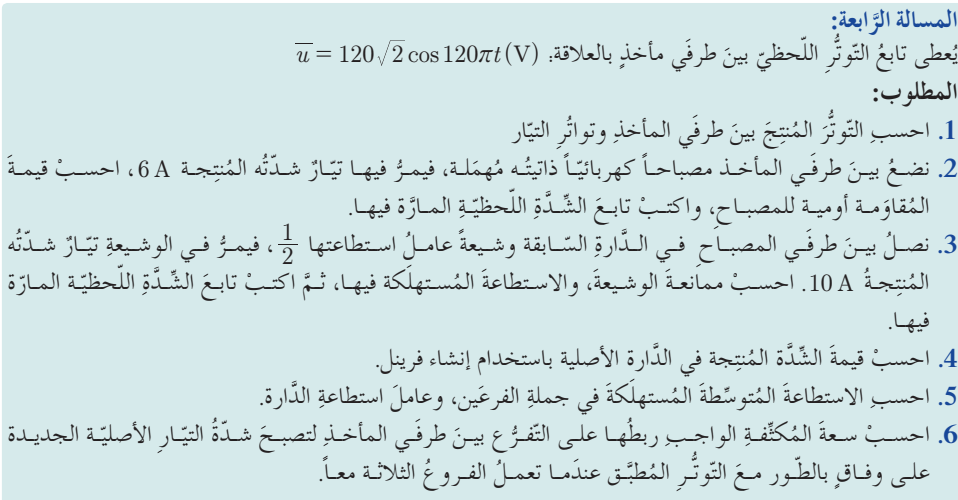 المسالة الرَّابعة:
يُعطى تابعُ التّوتُّرِ اللّحظيّ بينَ طرفَي مأخذٍ بالعلاقة: $\overline{u} = 120\sqrt{2}\cos 120\pi t\,(\mathrm{V})$
المطلوب:
1. احسبِ التّوتُّرَ المُنتِجَ بينَ طرفَي المأخذِ وتواتُرِ التيّار
2. نضعُ بينَ طرفَي المأخذ مصباحاً كهربائيّاً ذاتيتُه مُهمَلة، فيمرُّ فيها تيّارٌ شدّتُه المُنتِجة 6 A، احسبْ قيمةَ
المُقاوَمة أومية للمصباح، واكتبْ تابعَ الشِّدَّةِ اللّحظيّةِ المارَّة فيها.
3. نصلُ بينَ طرفَي المصباحِ في الدَّارةِ السّابقة وشيعةً عاملُ استطاعتها $\frac{1}{2}$، فيمرُّ في الوشيعةِ تيّارٌ شدّتُه
المُنتِجةُ 10 A. احسبْ ممانعةَ الوشيعةَ، والاستطاعةَ المُستهلَكة فيها، ثمَّ اكتبْ تابعَ الشِّدَّةِ اللّحظيّة المارّة
فيها.
4. احسبْ قيمةَ الشِّدَّة المُنتِجة في الدَّارة الأصلية باستخدام إنشاء فرينل.
5. احسبِ الاستطاعةَ المُتوسِّطةَ المُستهلَكةَ في جملةِ الفرعَين، وعاملَ استطاعةِ الدَّارة.
6. احسبْ سعةَ المُكثِّفةِ الواجبِ ربطُها على التّفرُّع بينَ طرفَي المأخذِ لتصبحَ شدّةُ التيّارِ الأصليّة الجديدة
على وفاقٍ بالطّور معَ التّوتُّرِ المُطبَّق عندَما تعملُ الفروعُ الثلاثة معاً.